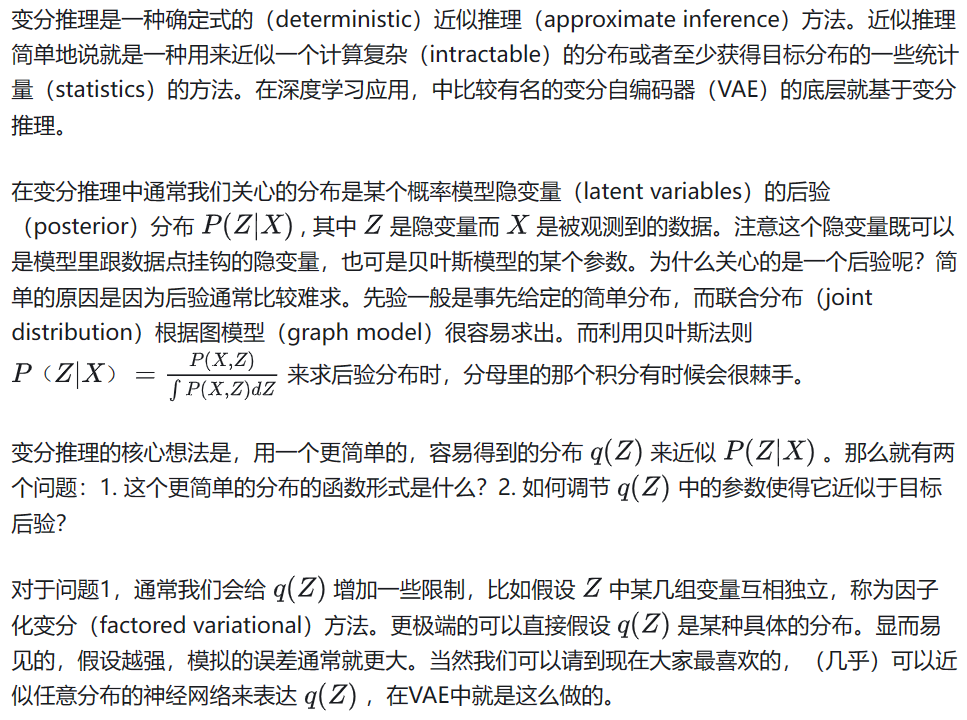 变分推理是一种确定式的（deterministic）近似推理（approximate inference）方法。近似推理
简单地说就是一种用来近似一个计算复杂（intractable）的分布或者至少获得目标分布的一些统计
量（statistics）的方法。在深度学习应用，中比较有名的变分自编码器（VAE）的底层就基于变分
推理。
在变分推理中通常我们关心的分布是某个概率模型隐变量（latent variables）的后验
（posterior）分布 P(Z|X) , 其中 Z 是隐变量而 X 是被观测到的数据。注意这个隐变量既可以
是模型里跟数据点挂钩的隐变量，也可是贝叶斯模型的某个参数。为什么关心的是一个后验呢？简
单的原因是因为后验通常比较难求。先验一般是事先给定的简单分布，而联合分布（joint
distribution）根据图模型（graph model）很容易求出。而利用贝叶斯法则
P（Z|X） = \frac{P(X,Z)}{\int P(X,Z)dZ} 来求后验分布时，分母里的那个积分有时候会很棘手。
变分推理的核心想法是，用一个更简单的，容易得到的分布 q(Z) 来近似 P(Z|X) 。那么就有两
个问题：1. 这个更简单的分布的函数形式是什么？2. 如何调节 q(Z) 中的参数使得它近似于目标
后验？
对于问题1，通常我们会给 q(Z) 增加一些限制，比如假设 Z 中某几组变量互相独立，称为因子
化变分（factored variational）方法。更极端的可以直接假设 q(Z) 是某种具体的分布。显而易
见的，假设越强，模拟的误差通常就更大。当然我们可以请到现在大家最喜欢的，（几乎）可以近
似任意分布的神经网络来表达 q(Z) ，在VAE中就是这么做的。